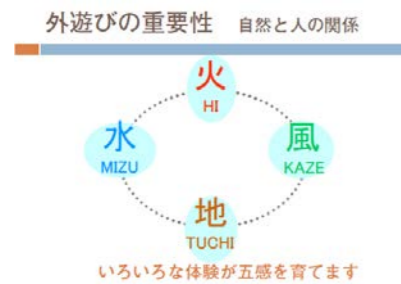 外遊びの重要性 自然と人の関係
火
HI
水
MIZU
風
KAZE
地
TUCHI
いろいろな体験が五感を育てます